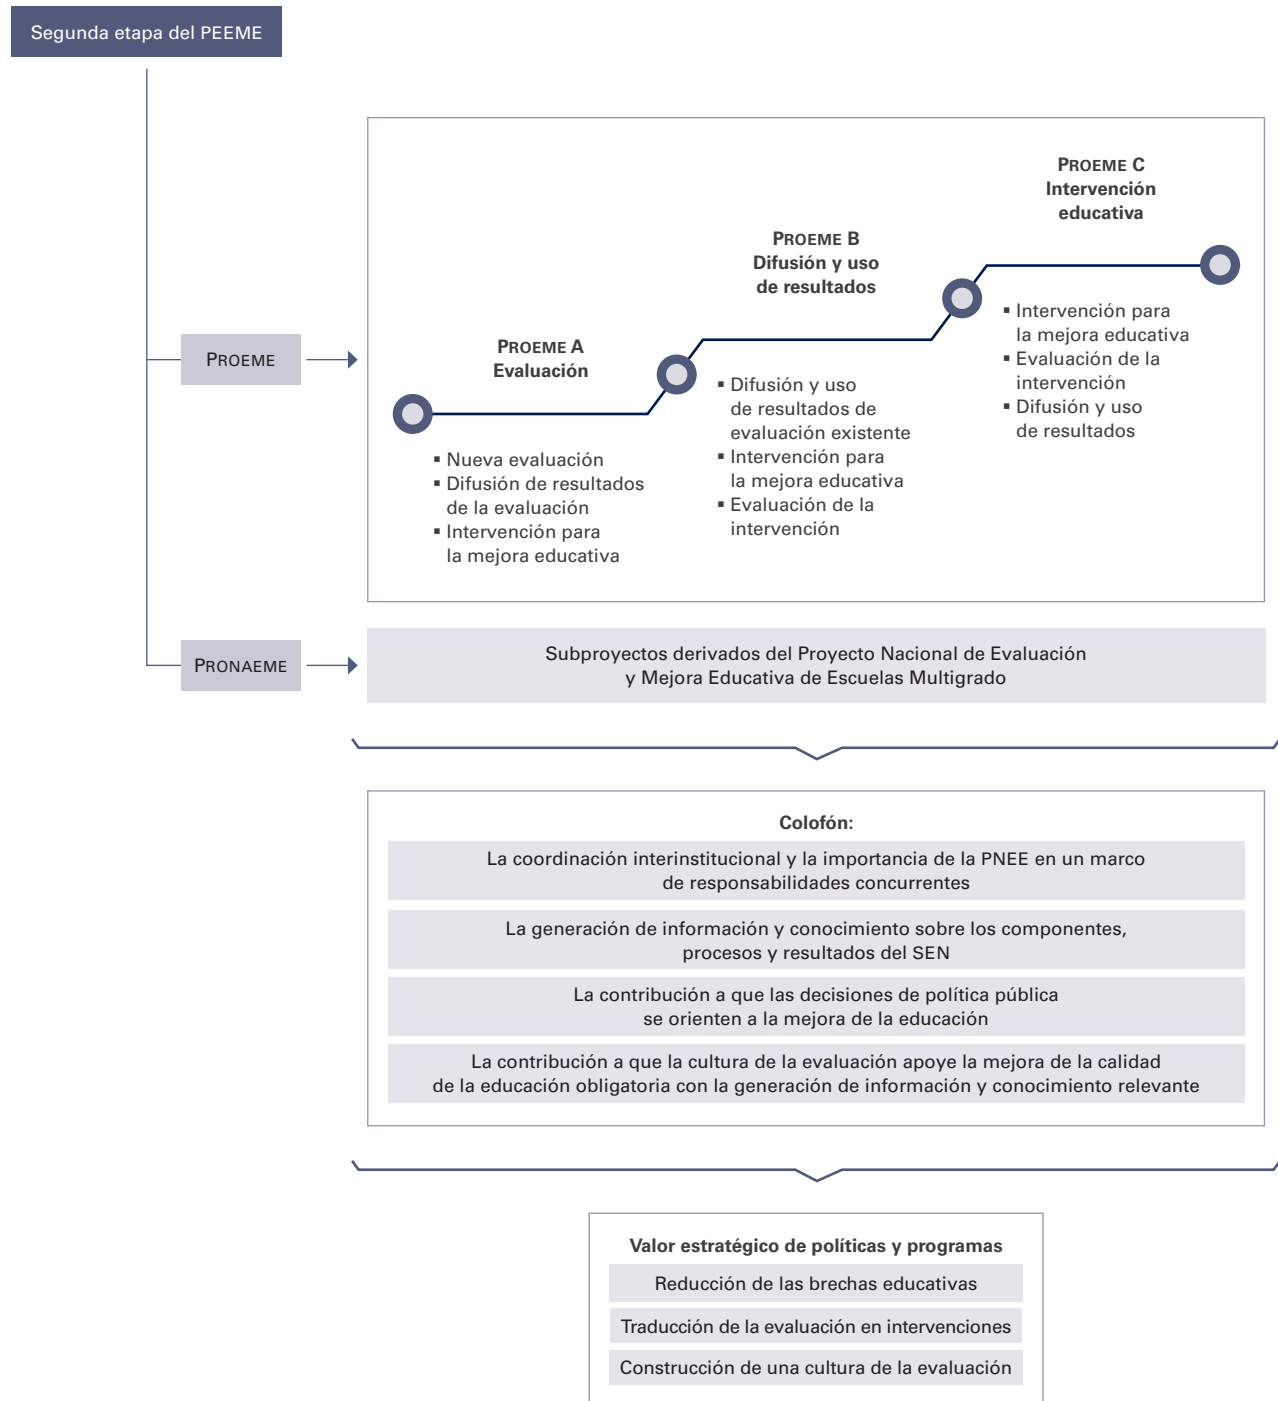 Segunda etapa del PEEME
PROEME C
Intervención
educativa
PROEME B
Difusión y uso
de resultados
PROEME A
Evaluación
PROEME
▪ Nueva evaluación
▪ Difusión de resultados
de la evaluación
▪ Intervención para
la mejora educativa
▪ Difusión y uso
de resultados de
evaluación existente
▪ Intervención para
la mejora educativa
▪ Evaluación de la
intervención
▪ Intervención para
la mejora educativa
▪ Evaluación de la
intervención
▪ Difusión y uso
de resultados
PRONAEME
Subproyectos derivados del Proyecto Nacional de Evaluación
y Mejora Educativa de Escuelas Multigrado
Colofón:
La coordinación interinstitucional y la importancia de la PNEE en un marco
de responsabilidades concurrentes
La generación de información y conocimiento sobre los componentes,
procesos y resultados del SEN
La contribución a que las decisiones de política pública
se orienten a la mejora de la educación
La contribución a que la cultura de la evaluación apoye la mejora de la calidad
de la educación obligatoria con la generación de información y conocimiento relevante
Valor estratégico de políticas y programas
Reducción de las brechas educativas
Traducción de la evaluación en intervenciones
Construcción de una cultura de la evaluación